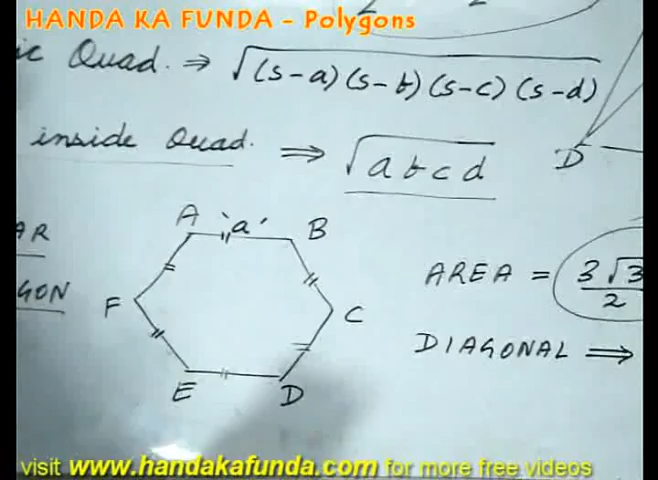 HANDA KA FUNDA - Polygons
ic Quad. ⇒ √(s-a)(s-b)(s-c)(s-d)
D
inside Quad. ⇒ √abcd
A 'a' B
AR
GON
F C
E D
AREA = (3√3/2
DIAGONAL ⇒
visit www.handakafunda.com for more free videos